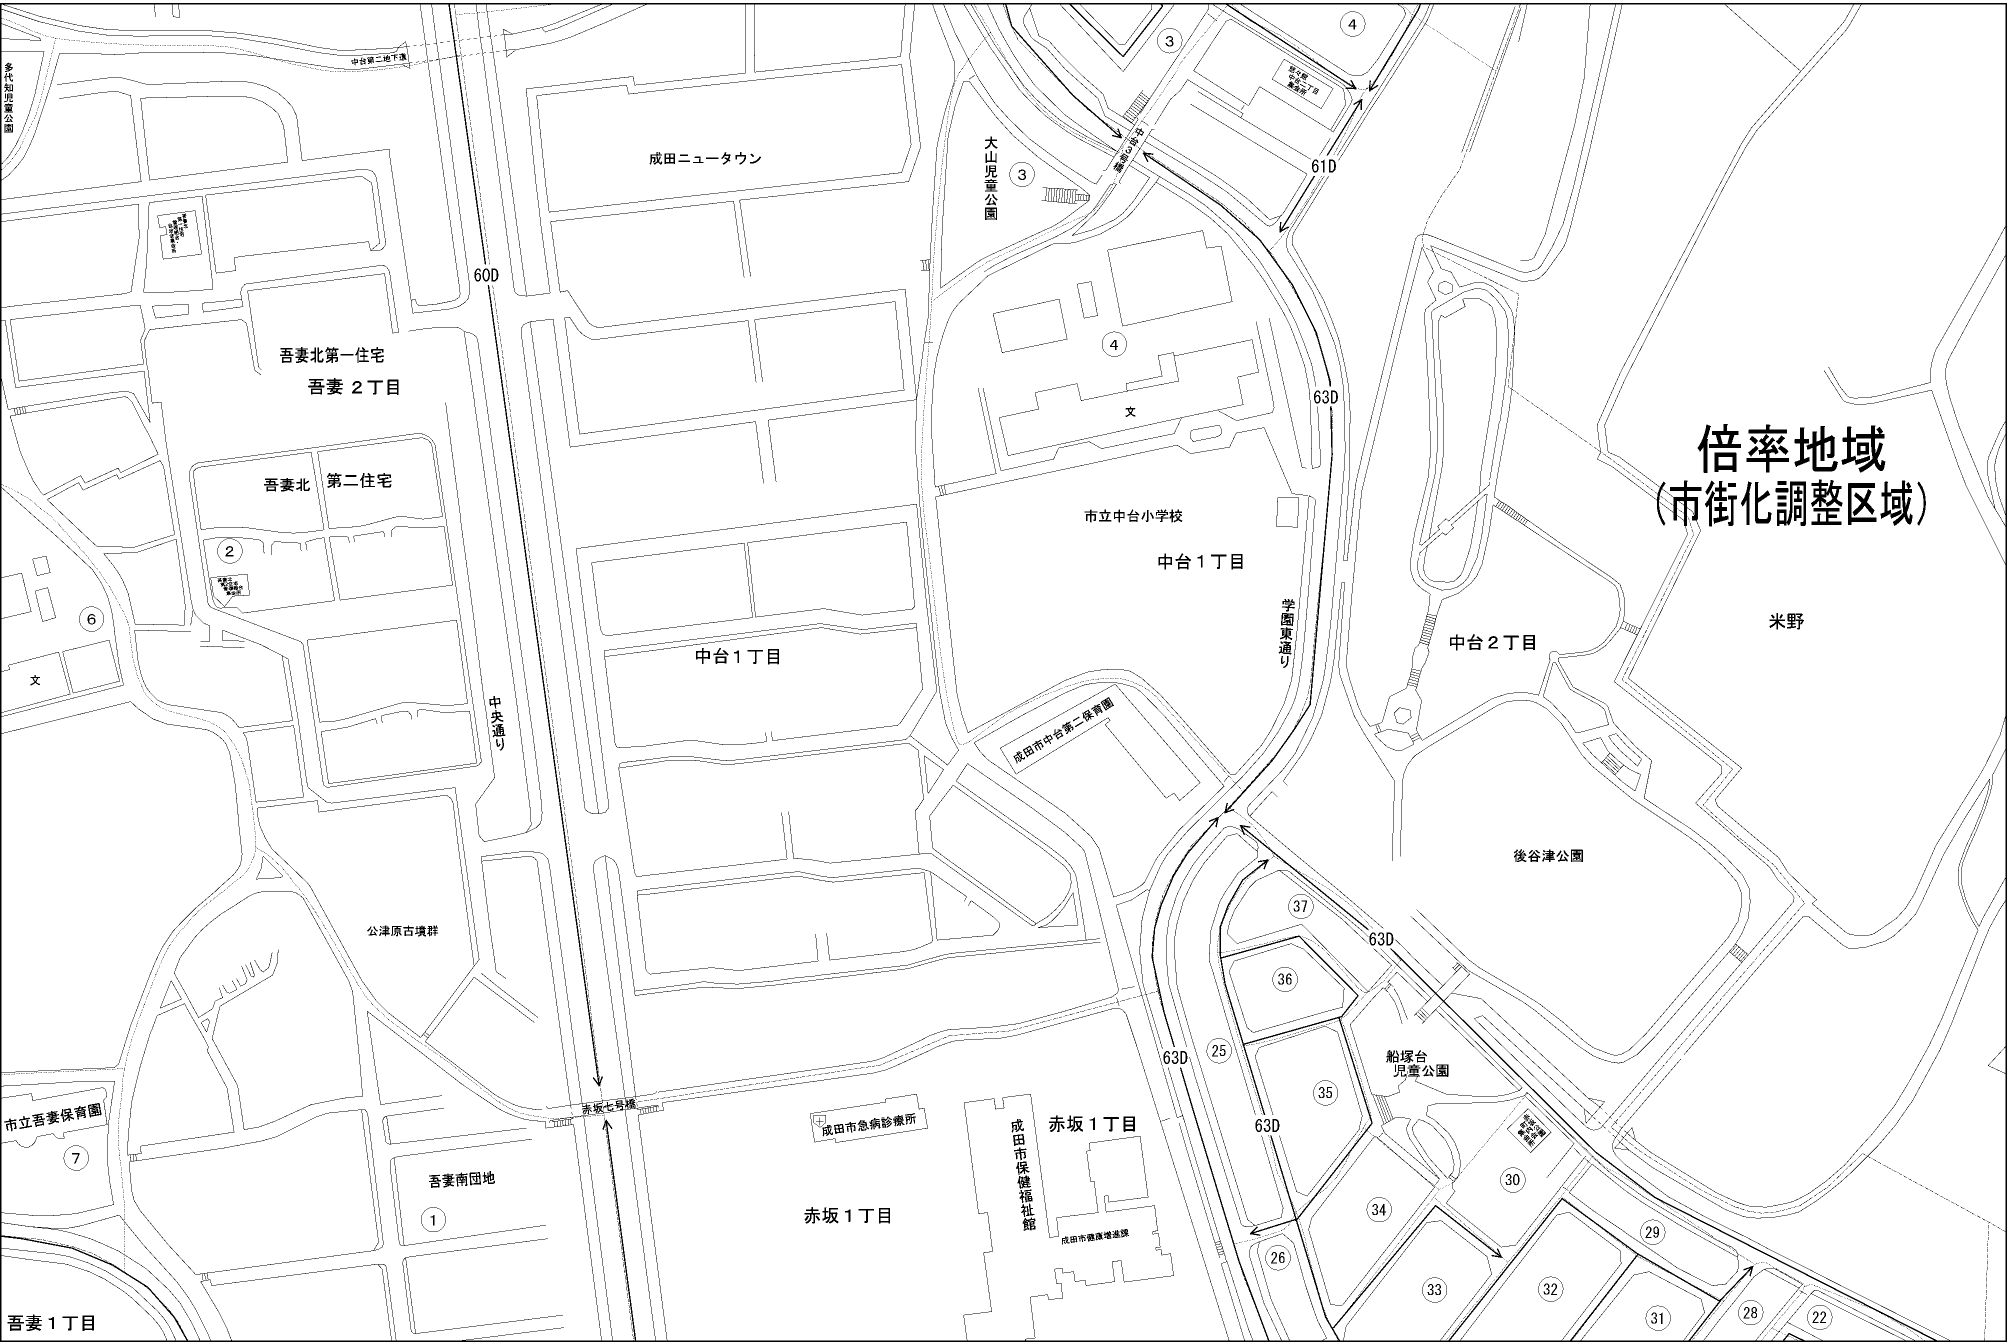 ④
③
中台第二地下道
多代知児童公園
中台二丁目
中台3号橋
成田ニュータウン
大山児童公園
③
61D
60D
④
吾妻北第一住宅
吾妻 2丁目
63D
文
倍率地域
(市街化調整区域)
吾妻北 第二住宅
市立中台小学校
②
中台1丁目
⑥
学園東通り
米野
中台2丁目
中台1丁目
文
中央通り
成田市中台第二保育園
後谷津公園
㊲
公津原古墳群
63D
㊱
㉕
63D
船塚台
児童公園
㉟
赤坂七号橋
市立吾妻保育園
成田市急病診療所
成田市保健福祉館
赤坂1丁目
63D
⑦
吾妻南団地
㉚
①
赤坂1丁目
㉞
成田市健康増進課
㉙
㉖
㉝
㉜
㉛
㉘
㉒
吾妻1丁目